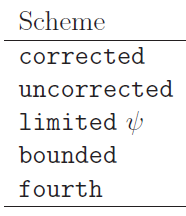 Scheme
corrected
uncorrected
limited ψ
bounded
fourth